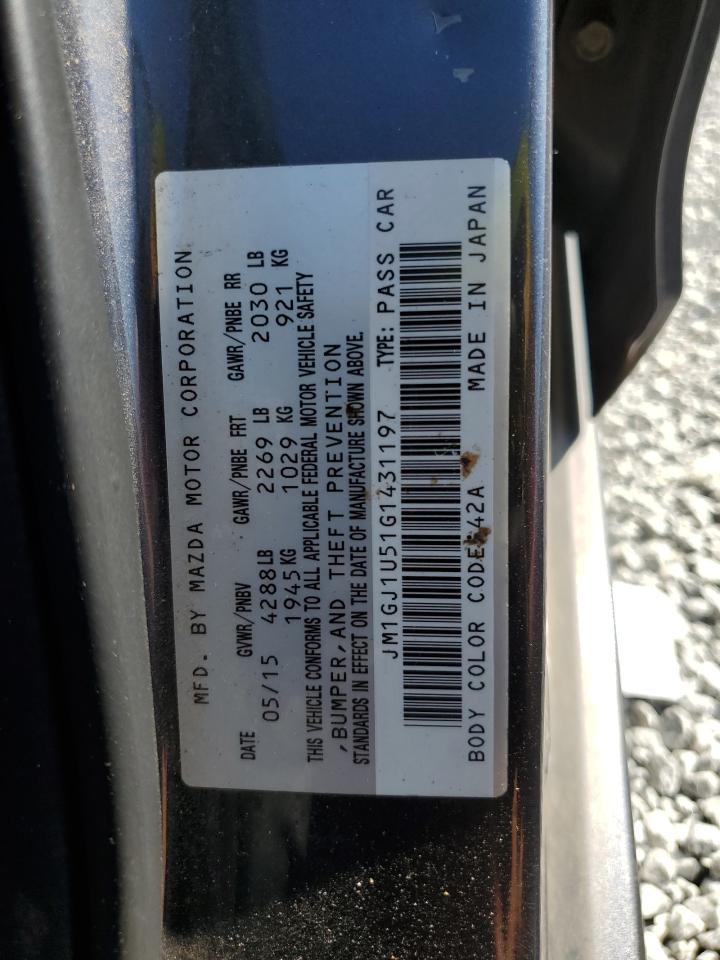 MFD. BY MAZDA MOTOR CORPORATION
DATE GVWR/PNBV GAWR/PNBE FRT GAWR/PNBE RR
05/15 4288LB 2269 LB 2030 LB
1945KG 1029 KG 921 KG
THIS VEHICLE CONFORMS TO ALL APPLICABLE FEDERAL MOTOR VEHICLE SAFETY
,BUMPER,AND THEFT PREVENTION
STANDARDS IN EFFECT ON THE DATE OF MANUFACTURE SHOWN ABOVE.
JM1GJ1U51G1431197 TYPE: PASS CAR
BODY COLOR CODE:42A MADE IN JAPAN